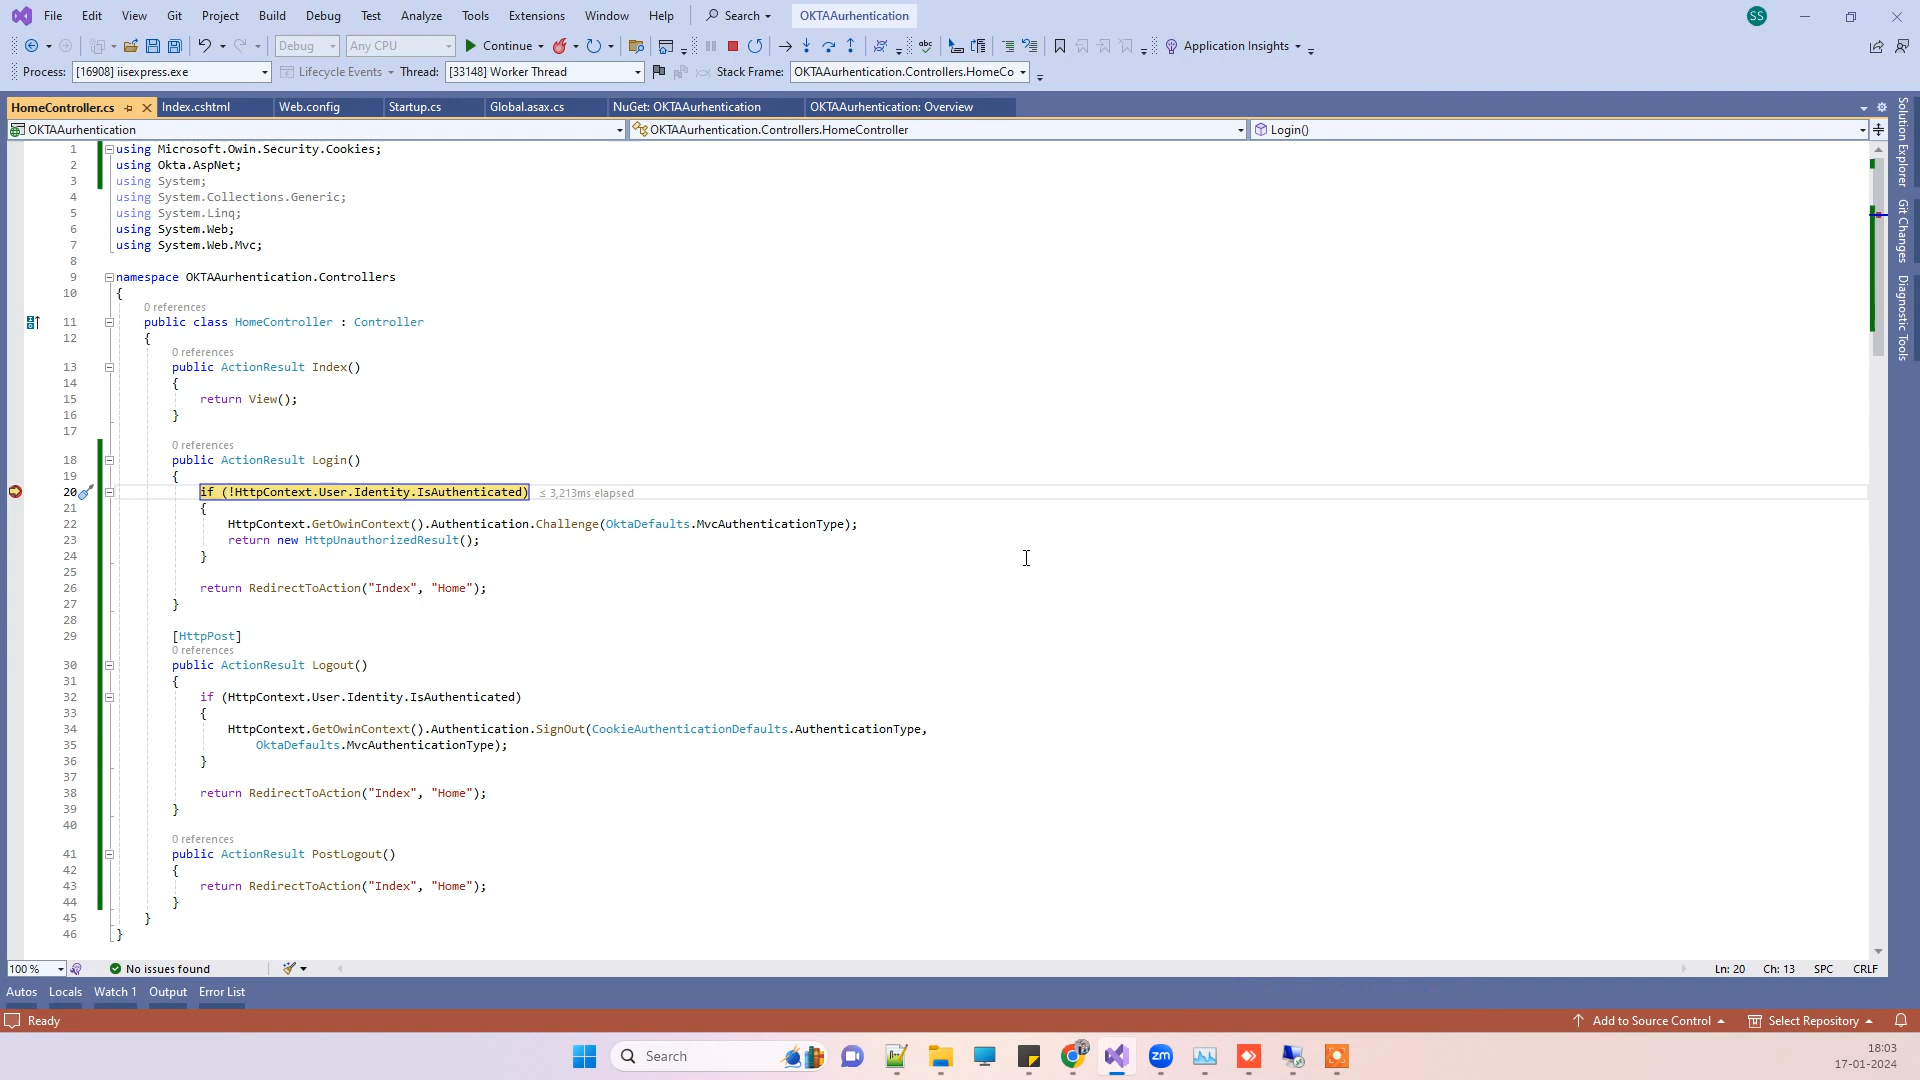 File Edit View Git Project Build Debug Test Analyze Tools Extensions Window Help Search OKTAAurhentication SS
Debug Any CPU Continue Application Insights
Process: [16908] iisexpress.exe Lifecycle Events Thread: [33148] Worker Thread Stack Frame: OKTAAurhentication.Controllers.HomeCo
HomeController.cs Index.cshtml Web.config Startup.cs Global.asax.cs NuGet: OKTAAurhentication OKTAAurhentication: Overview
OKTAAurhentication OKTAAurhentication.Controllers.HomeController Login()
1 using Microsoft.Owin.Security.Cookies;
2 using Okta.AspNet;
3 using System;
4 using System.Collections.Generic;
5 using System.Linq;
6 using System.Web;
7 using System.Web.Mvc;
8
9 namespace OKTAAurhentication.Controllers
10 {
0 references
11 public class HomeController : Controller
12 {
0 references
13 public ActionResult Index()
14 {
15 return View();
16 }
17
0 references
18 public ActionResult Login()
19 {
20 if (!HttpContext.User.Identity.IsAuthenticated) ≤ 3,213ms elapsed
21 {
22 HttpContext.GetOwinContext().Authentication.Challenge(OktaDefaults.MvcAuthenticationType);
23 return new HttpUnauthorizedResult();
24 }
25
26 return RedirectToAction("Index", "Home");
27 }
28
29 [HttpPost]
0 references
30 public ActionResult Logout()
31 {
32 if (HttpContext.User.Identity.IsAuthenticated)
33 {
34 HttpContext.GetOwinContext().Authentication.SignOut(CookieAuthenticationDefaults.AuthenticationType,
35 OktaDefaults.MvcAuthenticationType);
36 }
37
38 return RedirectToAction("Index", "Home");
39 }
40
0 references
41 public ActionResult PostLogout()
42 {
43 return RedirectToAction("Index", "Home");
44 }
45 }
46 }
Solution Explorer
Git Changes
Diagnostic Tools
100 % No issues found Ln: 20 Ch: 13 SPC CRLF
Autos Locals Watch 1 Output Error List
Ready Add to Source Control Select Repository
Search zm 18:03
17-01-2024